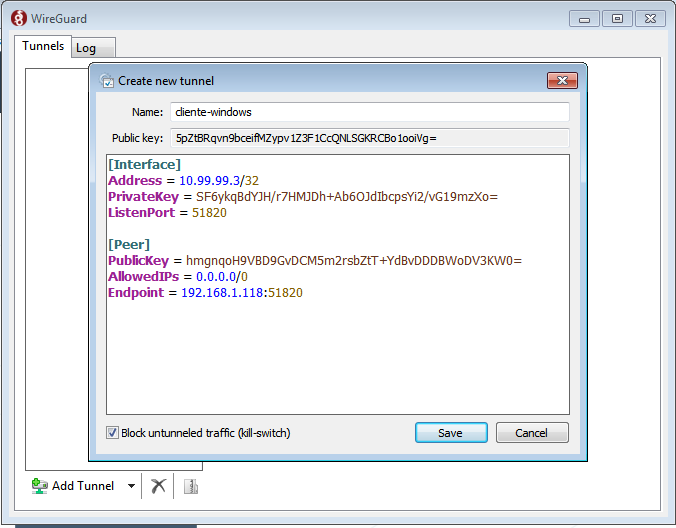 WireGuard
Tunnels
Log
Create new tunnel
Name: cliente-windows
Public key: 5pZtBRqvn9bceifMZypv1Z3F1CcQNLSGKRCBo1ooiVg=
[Interface]
Address = 10.99.99.3/32
PrivateKey = SF6ykqBdYJH/r7HMJDh+Ab6OJdIbcpsYi2/vG19mzXo=
ListenPort = 51820
[Peer]
PublicKey = hmgnqoH9VBD9GvDCM5m2rsbZtT+YdBvDDDBWoDV3KW0=
AllowedIPs = 0.0.0.0/0
Endpoint = 192.168.1.118:51820
Block untunneled traffic (kill-switch)
Save
Cancel
Add Tunnel